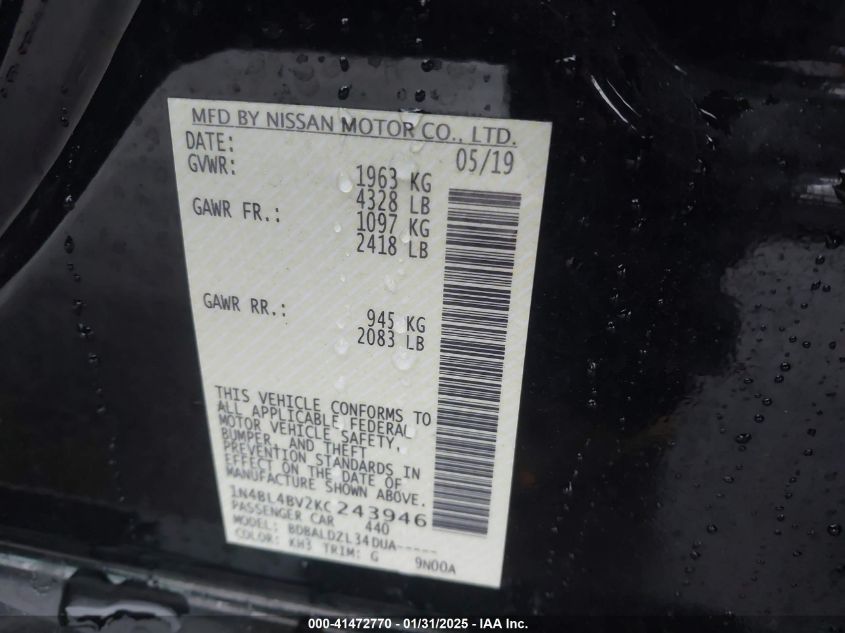 MFD BY NISSAN MOTOR CO., LTD.
DATE: 05/19
GVWR: 1963 KG
4328 LB
GAWR FR.: 1097 KG
2418 LB
GAWR RR.: 945 KG
2083 LB
THIS VEHICLE CONFORMS TO
ALL APPLICABLE FEDERAL
MOTOR VEHICLE SAFETY
BUMPER, AND THEFT
PREVENTION STANDARDS IN
EFFECT ON THE DATE OF
MANUFACTURE SHOWN ABOVE.
1N4BL4BV2KC 243946
PASSENGER CAR 440
MODEL: BDBALDZL34DUA-----
COLOR: KH3 TRIM: G 9N00A
000-41472770 - 01/31/2025 - IAA Inc.